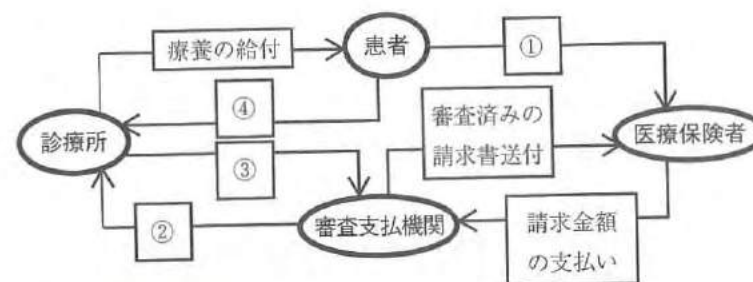 療養の給付
患者
①
④
審査済みの
請求書送付
診療所
医療保険者
③
②
審査支払機関
請求金額
の支払い